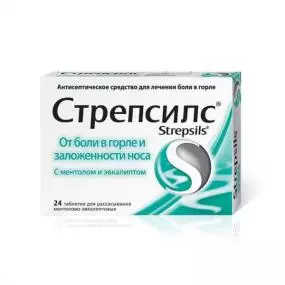 Антисептическое средство для лечения боли в горле
Стрепсилс®
Strepsils®
От боли в горле и
заложенности носа
С ментолом и эвкалиптом
24 таблетки для рассасывания
ментолово-эвкалиптовые